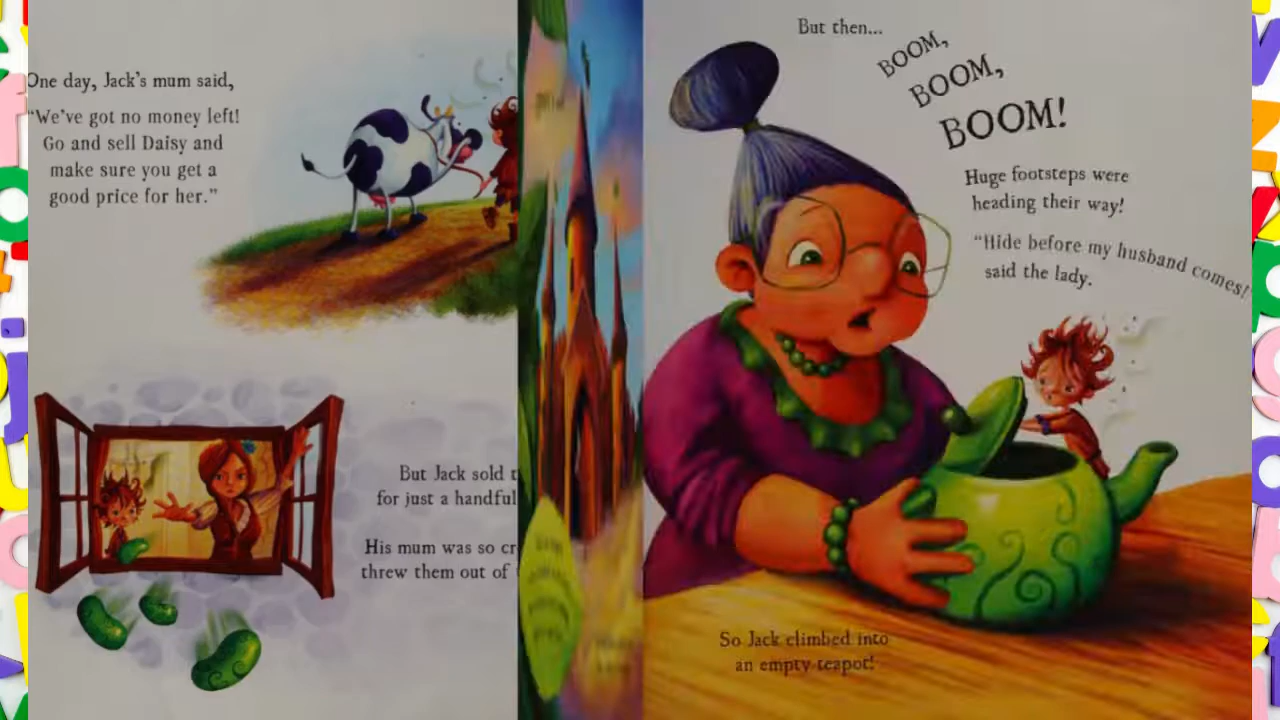 One day, Jack's mum said,
"We've got no money left!
Go and sell Daisy and
make sure you get a
good price for her."
But Jack sold
for just a handful
His mum was so
threw them out of
But then...
BOOM,
BOOM,
BOOM!
Huge footsteps were
heading their way!
"Hide before my husband comes!
said the lady.
So Jack climbed into
an empty teapot!